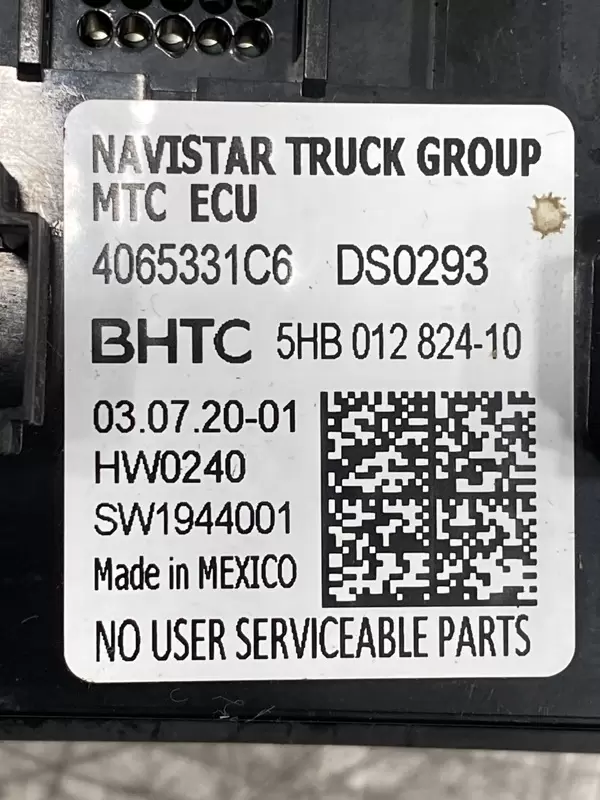 NAVISTAR TRUCK GROUP
MTC ECU
4065331C6 DS0293
BHTC 5HB 012 824-10
03.07.20-01
HW0240
SW1944001
Made in MEXICO
NO USER SERVICEABLE PARTS